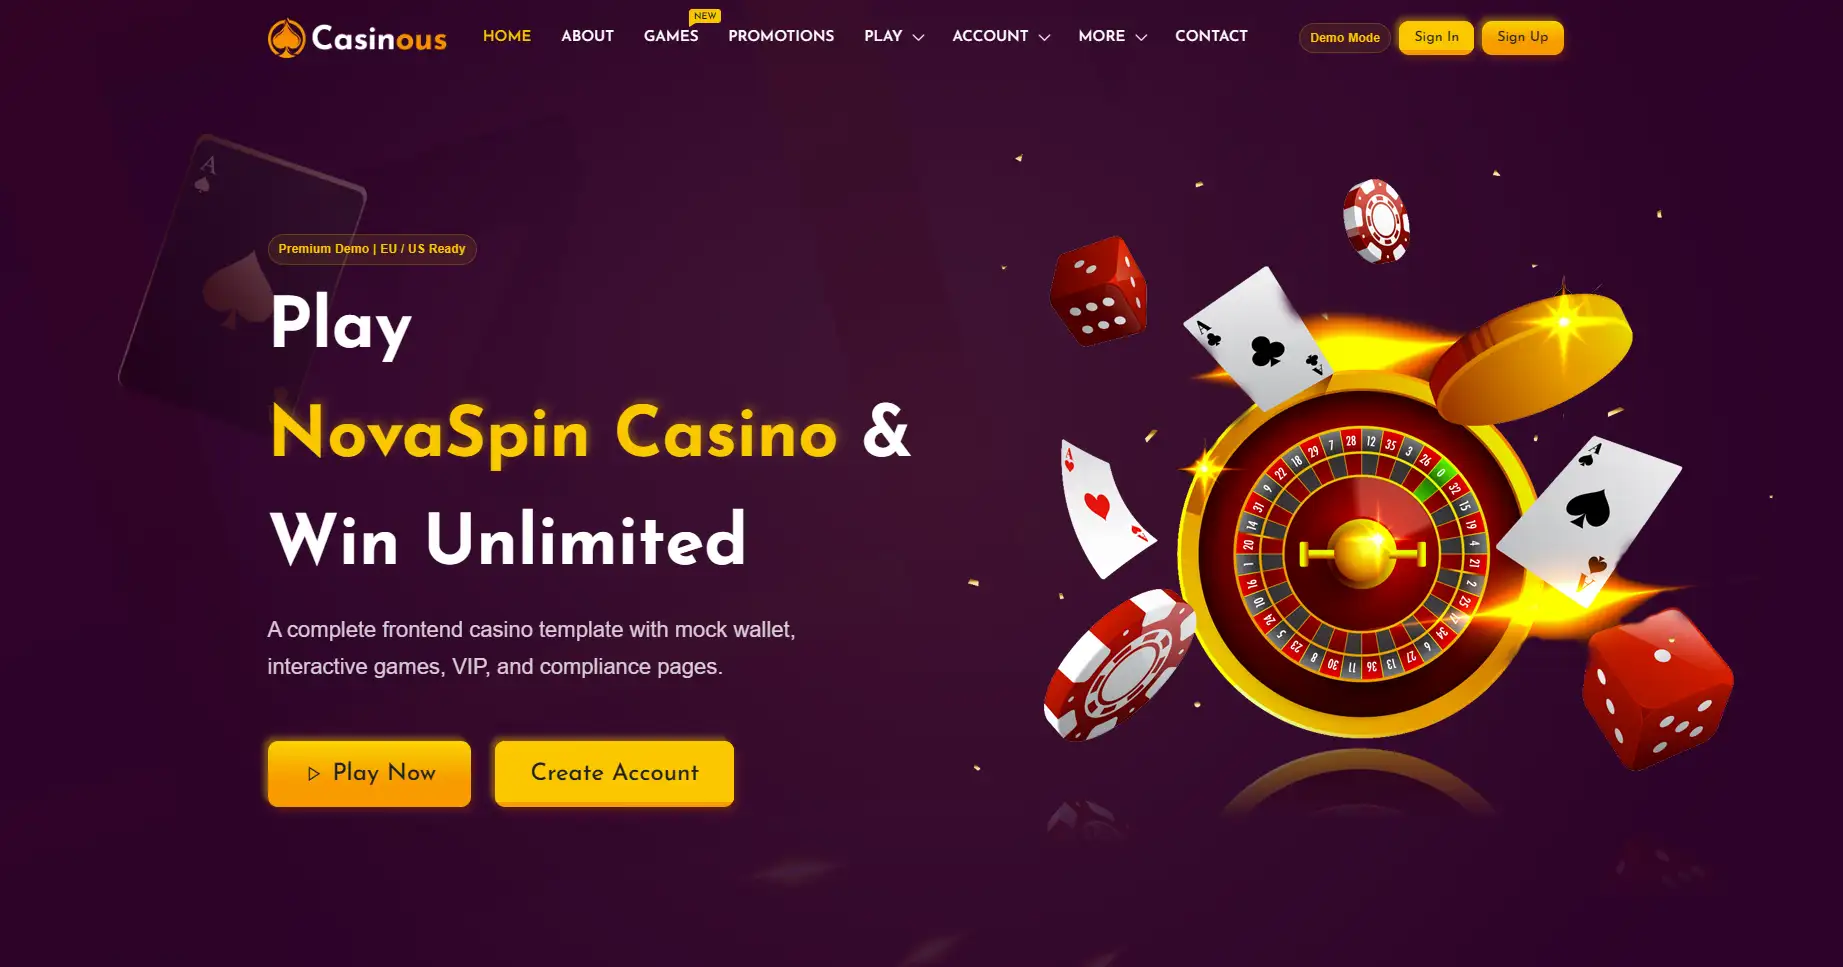 Casinous
HOME
ABOUT
GAMES
NEW
PROMOTIONS
PLAY
ACCOUNT
MORE
CONTACT
Demo Mode
Sign In
Sign Up
Premium Demo | EU / US Ready
Play
NovaSpin Casino &
Win Unlimited
A complete frontend casino template with mock wallet,
interactive games, VIP, and compliance pages.
Play Now
Create Account